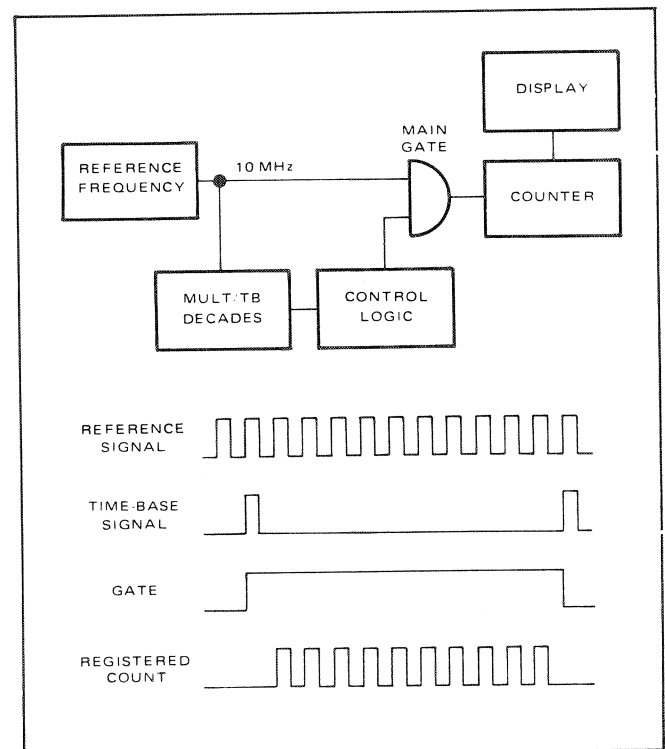 DISPLAY
MAIN
GATE
REFERENCE
FREQUENCY
10 MHz
COUNTER
MULT/TB
DECADES
CONTROL
LOGIC
REFERENCE
SIGNAL
TIME-BASE
SIGNAL
GATE
REGISTERED
COUNT